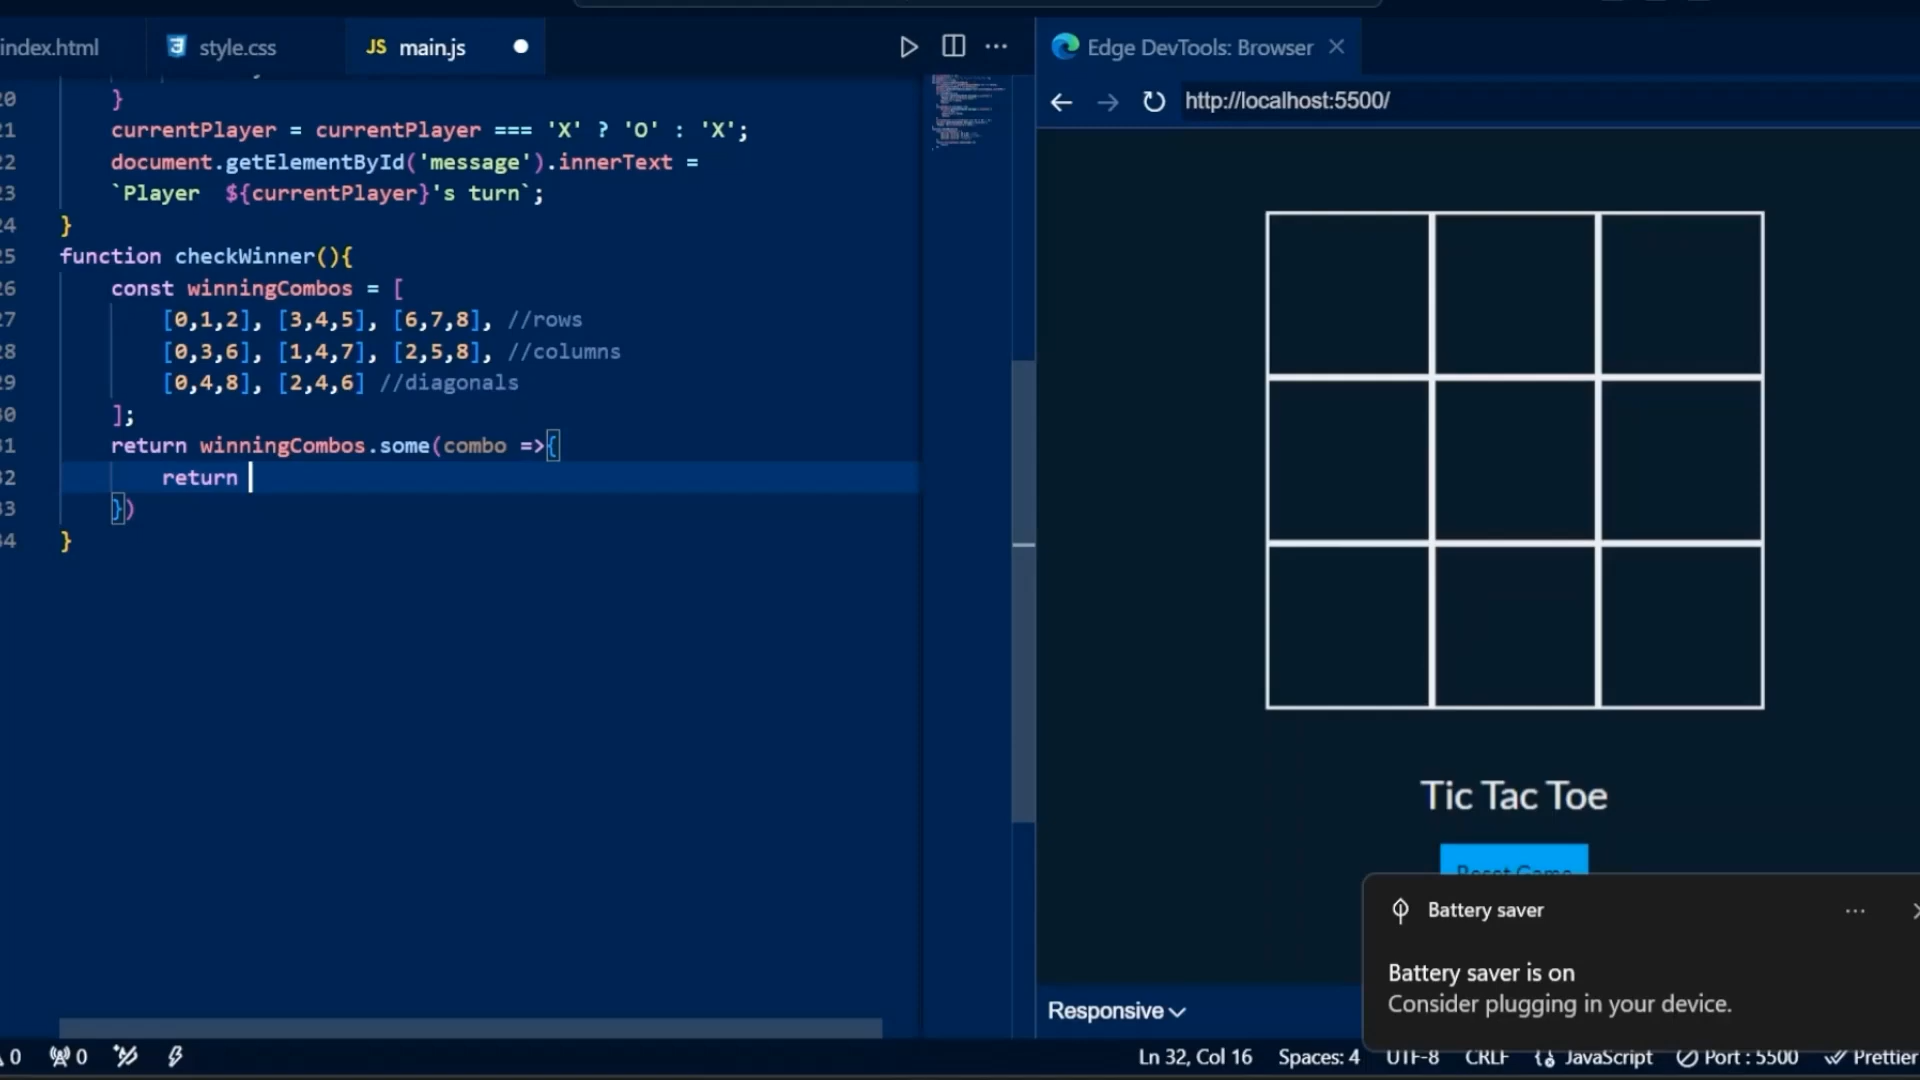 index.html style.css JS main.js
Edge DevTools: Browser
http://localhost:5500/
20 }
21 currentPlayer = currentPlayer === 'X' ? 'O' : 'X';
22 document.getElementById('message').innerText =
23 `Player  ${currentPlayer}'s turn`;
24 }
25 function checkWinner(){
26 const winningCombos = [
27 [0,1,2], [3,4,5], [6,7,8], //rows
28 [0,3,6], [1,4,7], [2,5,8], //columns
29 [0,4,8], [2,4,6] //diagonals
30 ];
31 return winningCombos.some(combo =>{
32 return
33 })
34 }
Tic Tac Toe
Reset Game
Battery saver
Battery saver is on
Consider plugging in your device.
Responsive
0 0 Ln 32, Col 16 Spaces: 4 UTF-8 CRLF JavaScript Port : 5500 Prettier